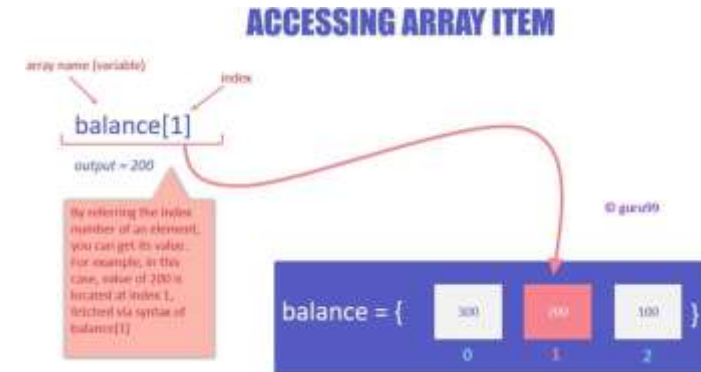 ACCESSING ARRAY ITEM
array name (variable)
index
balance[1]
output = 200
By referring the index
number of an element,
you can get its value.
For example, in this
case, value of 200 is
located at index 1,
fetched via syntax of
balance[1]
© guru99
balance = { 300 200 100 }
0 1 2